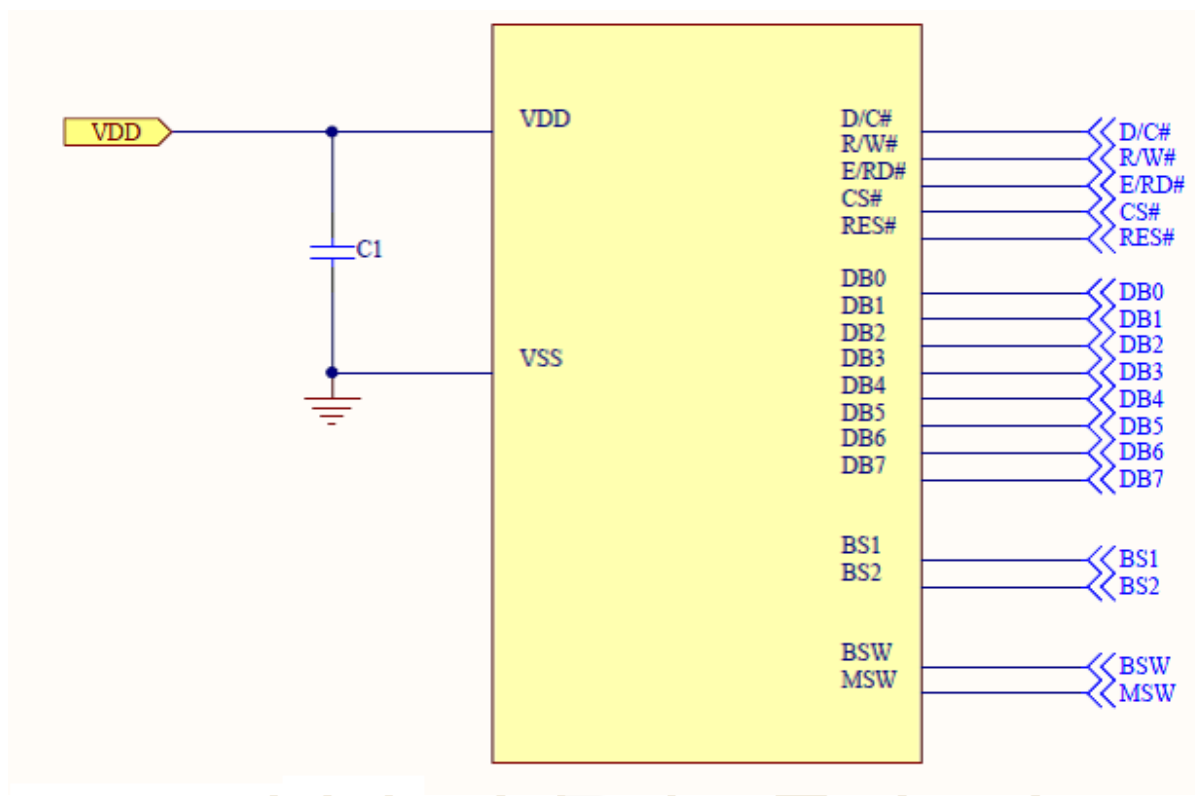 VDD
C1
VDD
VSS
D/C#
R/W#
E/RD#
CS#
RES#
DB0
DB1
DB2
DB3
DB4
DB5
DB6
DB7
BS1
BS2
BSW
MSW
D/C#
R/W#
E/RD#
CS#
RES#
DB0
DB1
DB2
DB3
DB4
DB5
DB6
DB7
BS1
BS2
BSW
MSW